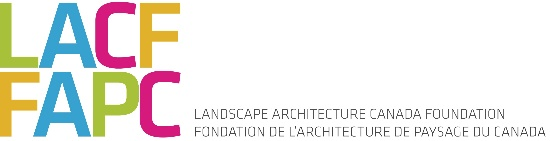 LACF
FAPC
LANDSCAPE ARCHITECTURE CANADA FOUNDATION
FONDATION DE L'ARCHITECTURE DE PAYSAGE DU CANADA